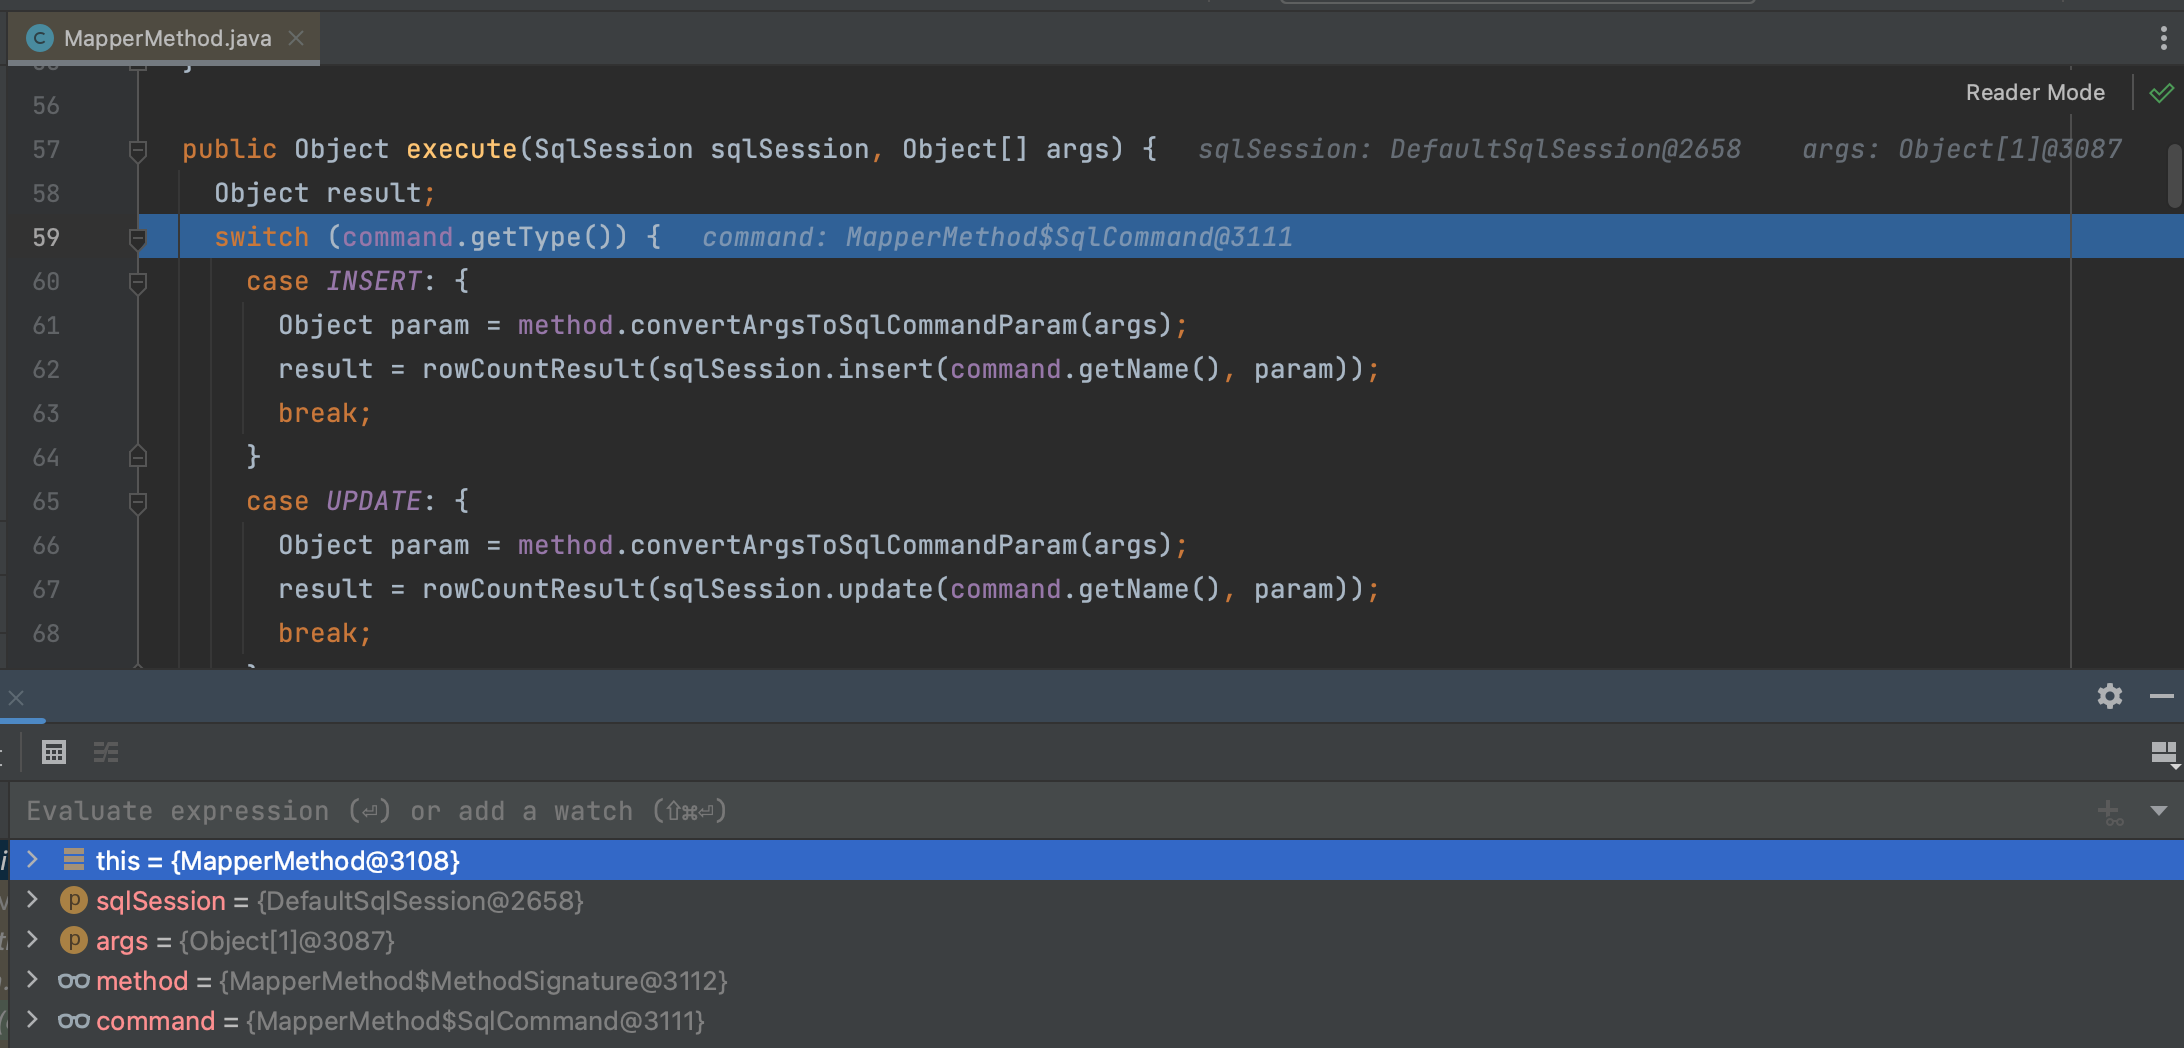 MapperMethod.java
Reader Mode
56
57 public Object execute(SqlSession sqlSession, Object[] args) { sqlSession: DefaultSqlSession@2658 args: Object[1]@3087
58 Object result;
59 switch (command.getType()) { command: MapperMethod$SqlCommand@3111
60 case INSERT: {
61 Object param = method.convertArgsToSqlCommandParam(args);
62 result = rowCountResult(sqlSession.insert(command.getName(), param));
63 break;
64 }
65 case UPDATE: {
66 Object param = method.convertArgsToSqlCommandParam(args);
67 result = rowCountResult(sqlSession.update(command.getName(), param));
68 break;
Evaluate expression (⏎) or add a watch (⇧⌘⏎)
this = {MapperMethod@3108}
sqlSession = {DefaultSqlSession@2658}
args = {Object[1]@3087}
method = {MapperMethod$MethodSignature@3112}
command = {MapperMethod$SqlCommand@3111}